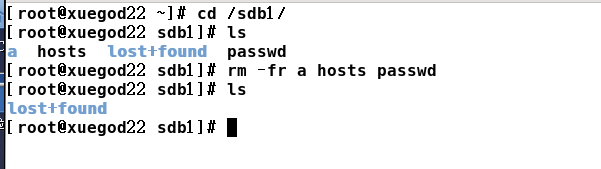 [root@xuegod22 ~]# cd /sdb1/
[root@xuegod22 sdb1]# ls
a  hosts  lost+found  passwd
[root@xuegod22 sdb1]# rm -fr a hosts passwd
[root@xuegod22 sdb1]# ls
lost+found
[root@xuegod22 sdb1]#